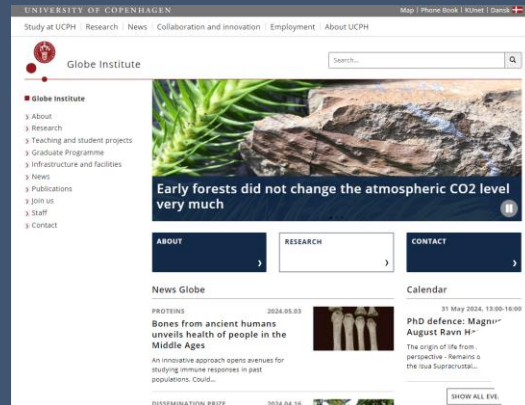 UNIVERSITY OF COPENHAGEN
Map | Phone Book | KUnet | Dansk
Study at UCPH | Research | News | Collaboration and innovation | Employment | About UCPH
Globe Institute
Search...
Globe Institute
About
Research
Teaching and student projects
Graduate Programme
Infrastructure and facilities
News
Publications
Join us
Staff
Contact
Early forests did not change the atmospheric CO2 level
very much
ABOUT
RESEARCH
CONTACT
News Globe
PROTEINS 2024.05.03
Bones from ancient humans
unveils health of people in the
Middle Ages
An innovative approach opens avenues for
studying immune responses in past
populations. Could...
DISSEMINATION PRIZE 2024.04.16
Calendar
31 May 2024, 13:00-16:00
PhD defence:
August Ravn
The origin of life from
perspective - Remains
the Isua Supracrustal...
SHOW ALL